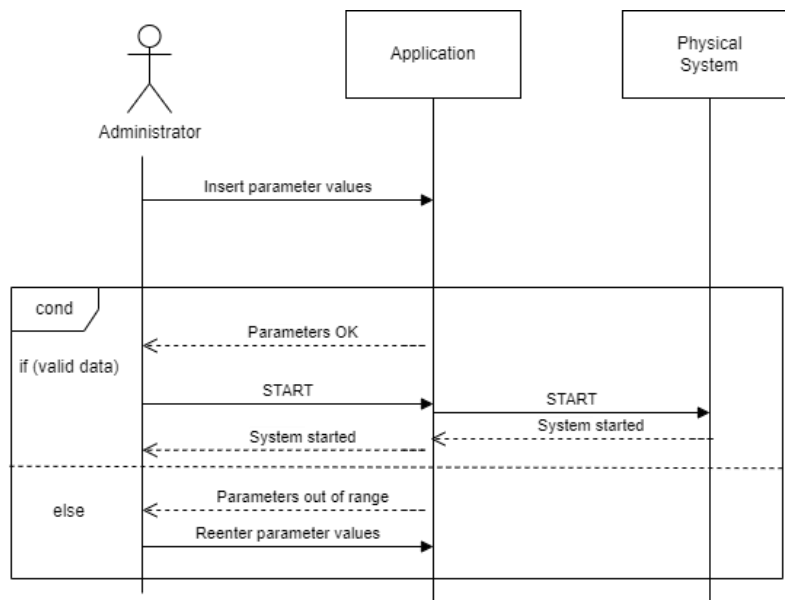 Application
Physical
System
Administrator
Insert parameter values
cond
Parameters OK
if (valid data)
START
START
System started
System started
Parameters out of range
else
Reenter parameter values